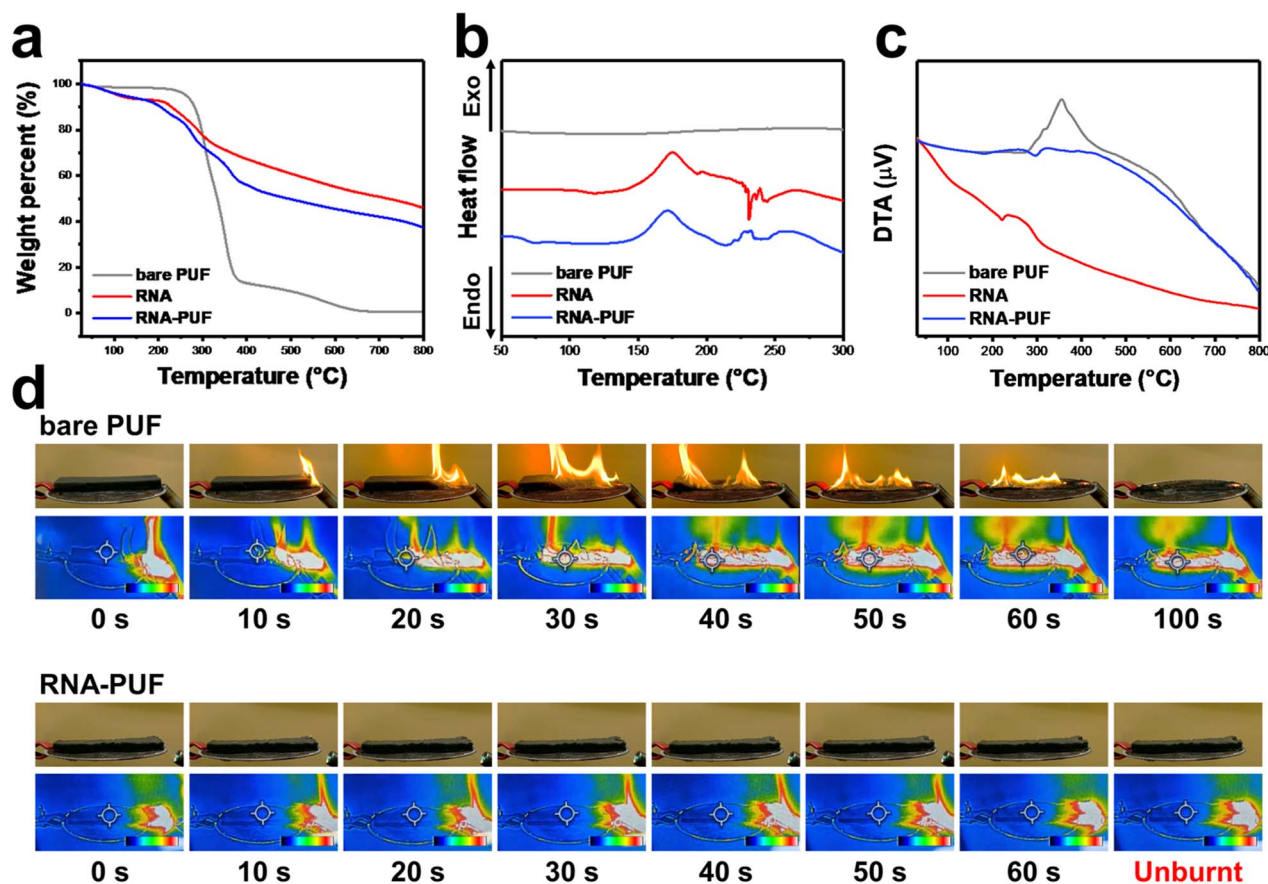 a
Weight percent (%)
100
80
60
40
20
0
bare PUF
RNA
RNA-PUF
100 200 300 400 500 600 700 800
Temperature (°C)
b
Exo
Heat flow
Endo
bare PUF
RNA
RNA-PUF
50 100 150 200 250 300
Temperature (°C)
c
DTA (μV)
bare PUF
RNA
RNA-PUF
100 200 300 400 500 600 700 800
Temperature (°C)
d
bare PUF
0 s 10 s 20 s 30 s 40 s 50 s 60 s 100 s
RNA-PUF
0 s 10 s 20 s 30 s 40 s 50 s 60 s Unburnt